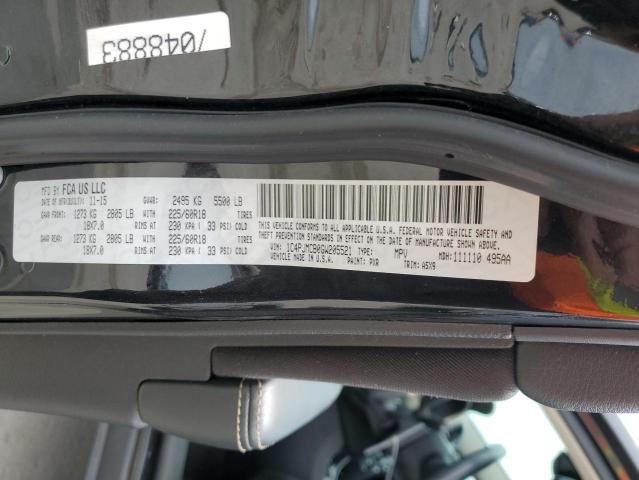 7048883
MFD BY FCA US LLC
DATE OF MFR(BUILT): 11-15 GVWR: 2495 KG 5500 LB
GAWR FRONT: 1273 KG 2805 LB WITH 225/60R18 TIRES
18X7.0 RIMS AT 230 KPA ( 33 PSI) COLD
GAWR REAR: 1273 KG 2805 LB WITH 225/60R18 TIRES
18X7.0 RIMS AT 230 KPA ( 33 PSI) COLD
THIS VEHICLE CONFORMS TO ALL APPLICABLE
U.S.A. FEDERAL MOTOR VEHICLE SAFETY AND
THEFT PREVENTION STANDARDS IN EFFECT ON THE
DATE OF MANUFACTURE SHOWN ABOVE.
VIN: 1C4PJMCB0GW205521 TYPE: MPV MDH: 111110 495AA
VEHICLE MADE IN U.S.A. PAINT: PXR TRIM: A5X9